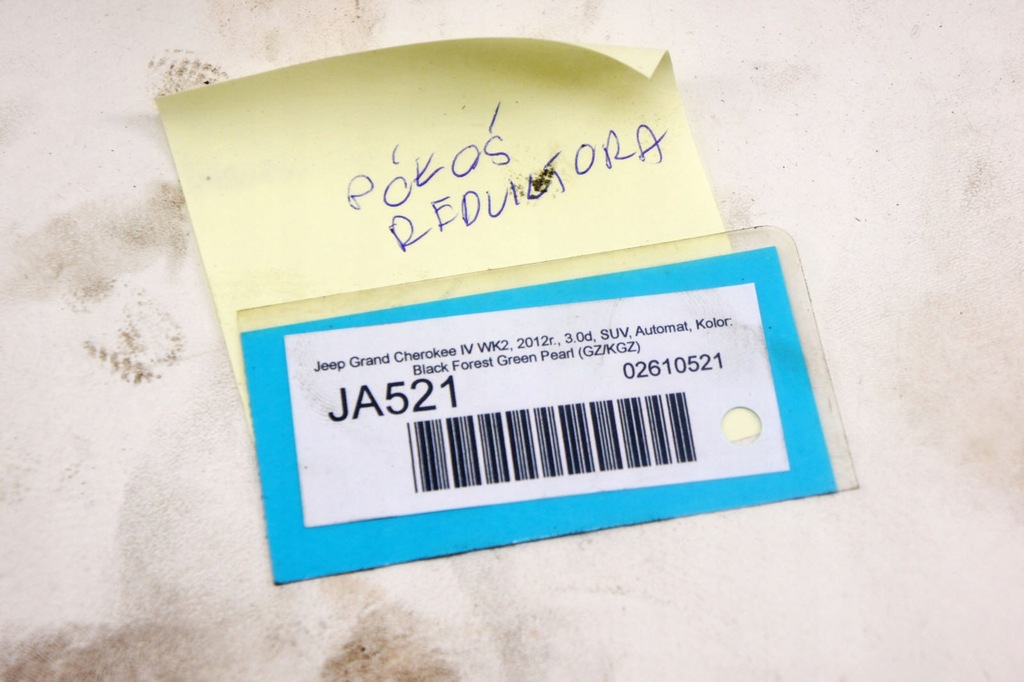 PÓŁOŚ
REDUKTORA
Jeep Grand Cherokee IV WK2, 2012r., 3.0d, SUV, Automat, Kolor:
Black Forest Green Pearl (GZ/KGZ)
JA521
02610521